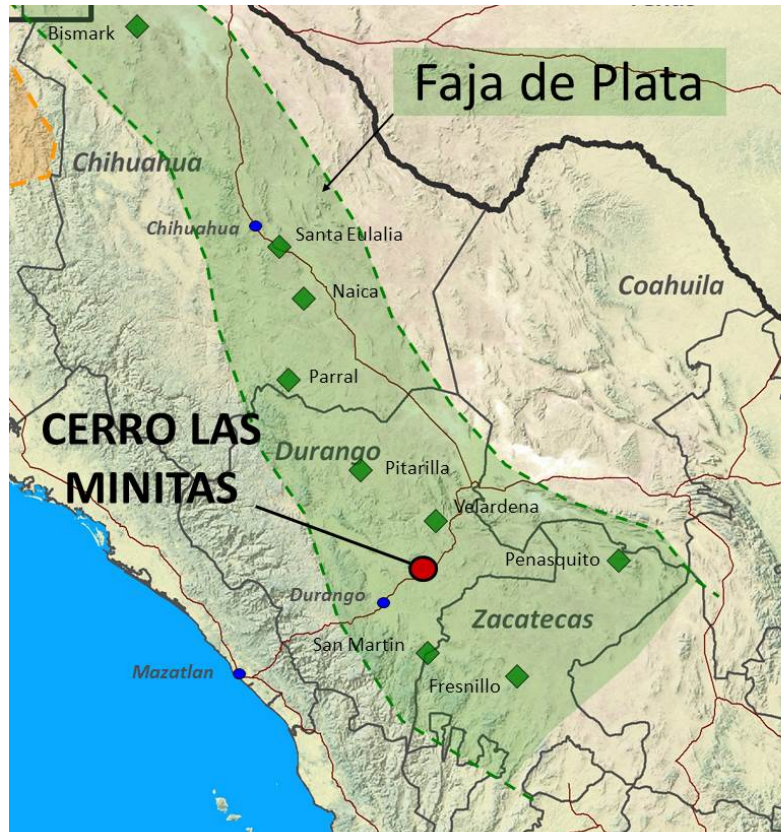 Bismark
Faja de Plata
Chihuahua
Chihuahua
Santa Eulalia
Coahuila
Naica
Parral
CERRO LAS
MINITAS
Durango
Pitarilla
Velardena
Penasquito
Durango
Zacatecas
San Martin
Mazatlan
Fresnillo